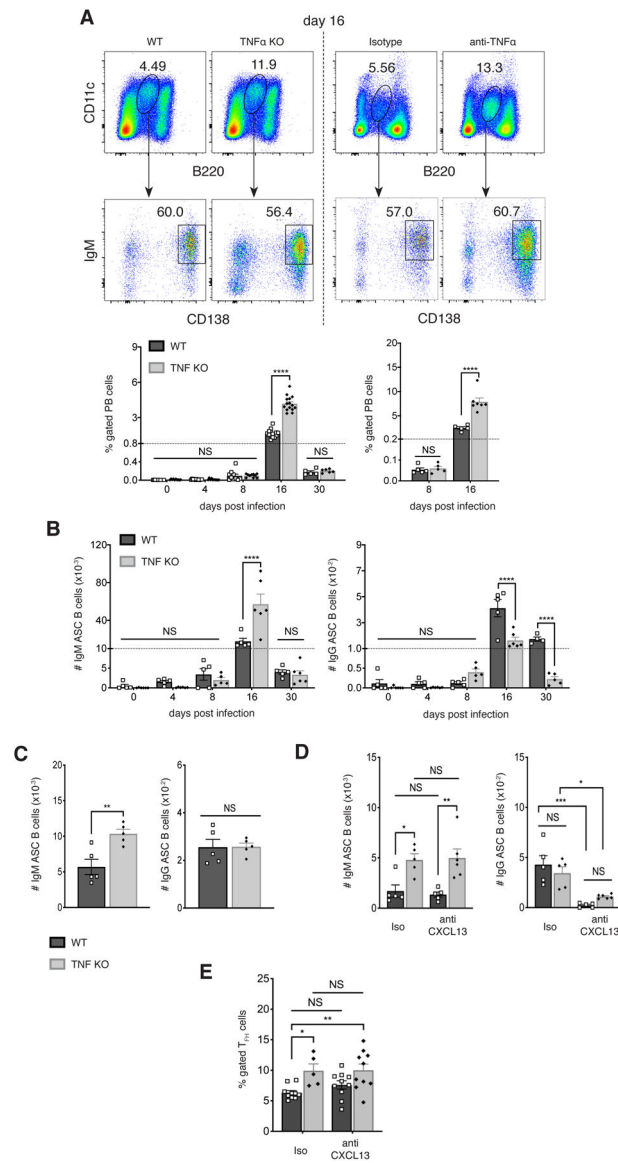 A
day 16
WT
TNFα KO
Isotype
anti-TNFα
4.49
11.9
5.56
13.3
CD11c
B220
B220
60.0
56.4
57.0
60.7
IgM
CD138
CD138
WT
TNF KO
% gated PB cells
9
6
3
0.8
0.4
0.0
NS
****
NS
0
4
8
16
30
days post infection
% gated PB cells
20
15
10
5
0.2
0.1
0.0
NS
****
8
16
days post infection
B
WT
TNF KO
# IgM ASC B cells (x10-3)
120
80
40
10
5
0
NS
****
NS
0
4
8
16
30
days post infection
# IgG ASC B cells (x10-2)
8
6
4
2
1.0
0.5
0.0
NS
****
****
0
4
8
16
30
days post infection
C
# IgM ASC B cells (x10-3)
15
10
5
0
**
# IgG ASC B cells (x10-2)
6
4
2
0
NS
WT
TNF KO
D
# IgM ASC B cells (x10-3)
15
10
5
0
NS
NS
*
**
Iso
anti
CXCL13
# IgG ASC B cells (x10-2)
15
10
5
0
*
***
NS
NS
Iso
anti
CXCL13
E
% gated TFH cells
25
20
15
10
5
0
NS
NS
**
*
Iso
anti
CXCL13